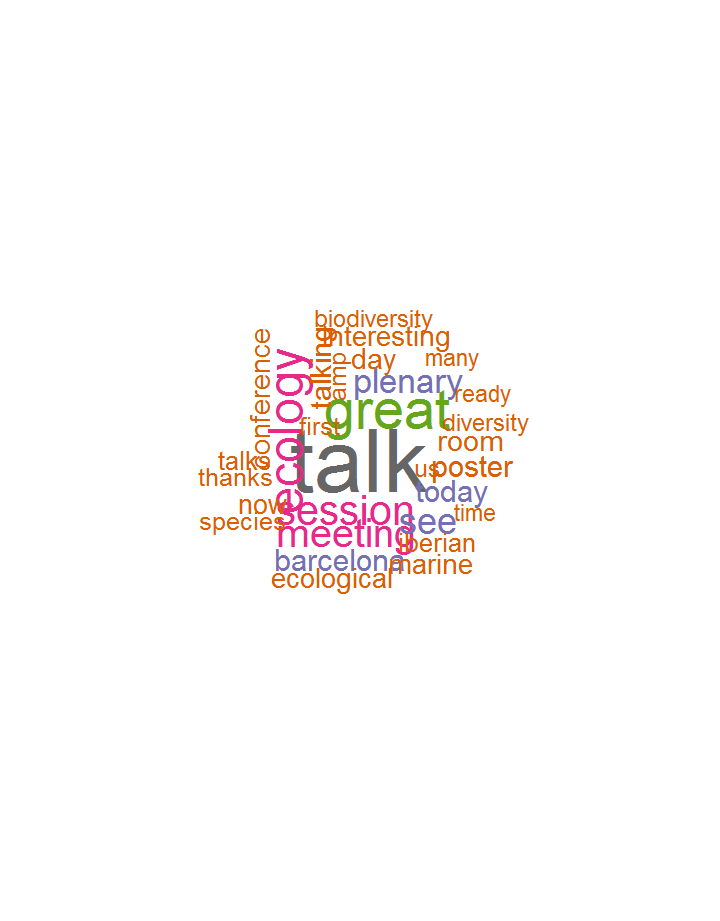 biodiversity
interesting
talking
amp
day
many
conference
ecology
plenary
ready
great
first
diversity
talk
room
talks
us
poster
thanks
today
now
session
see
time
species
meeting
iberian
barcelona
marine
ecological